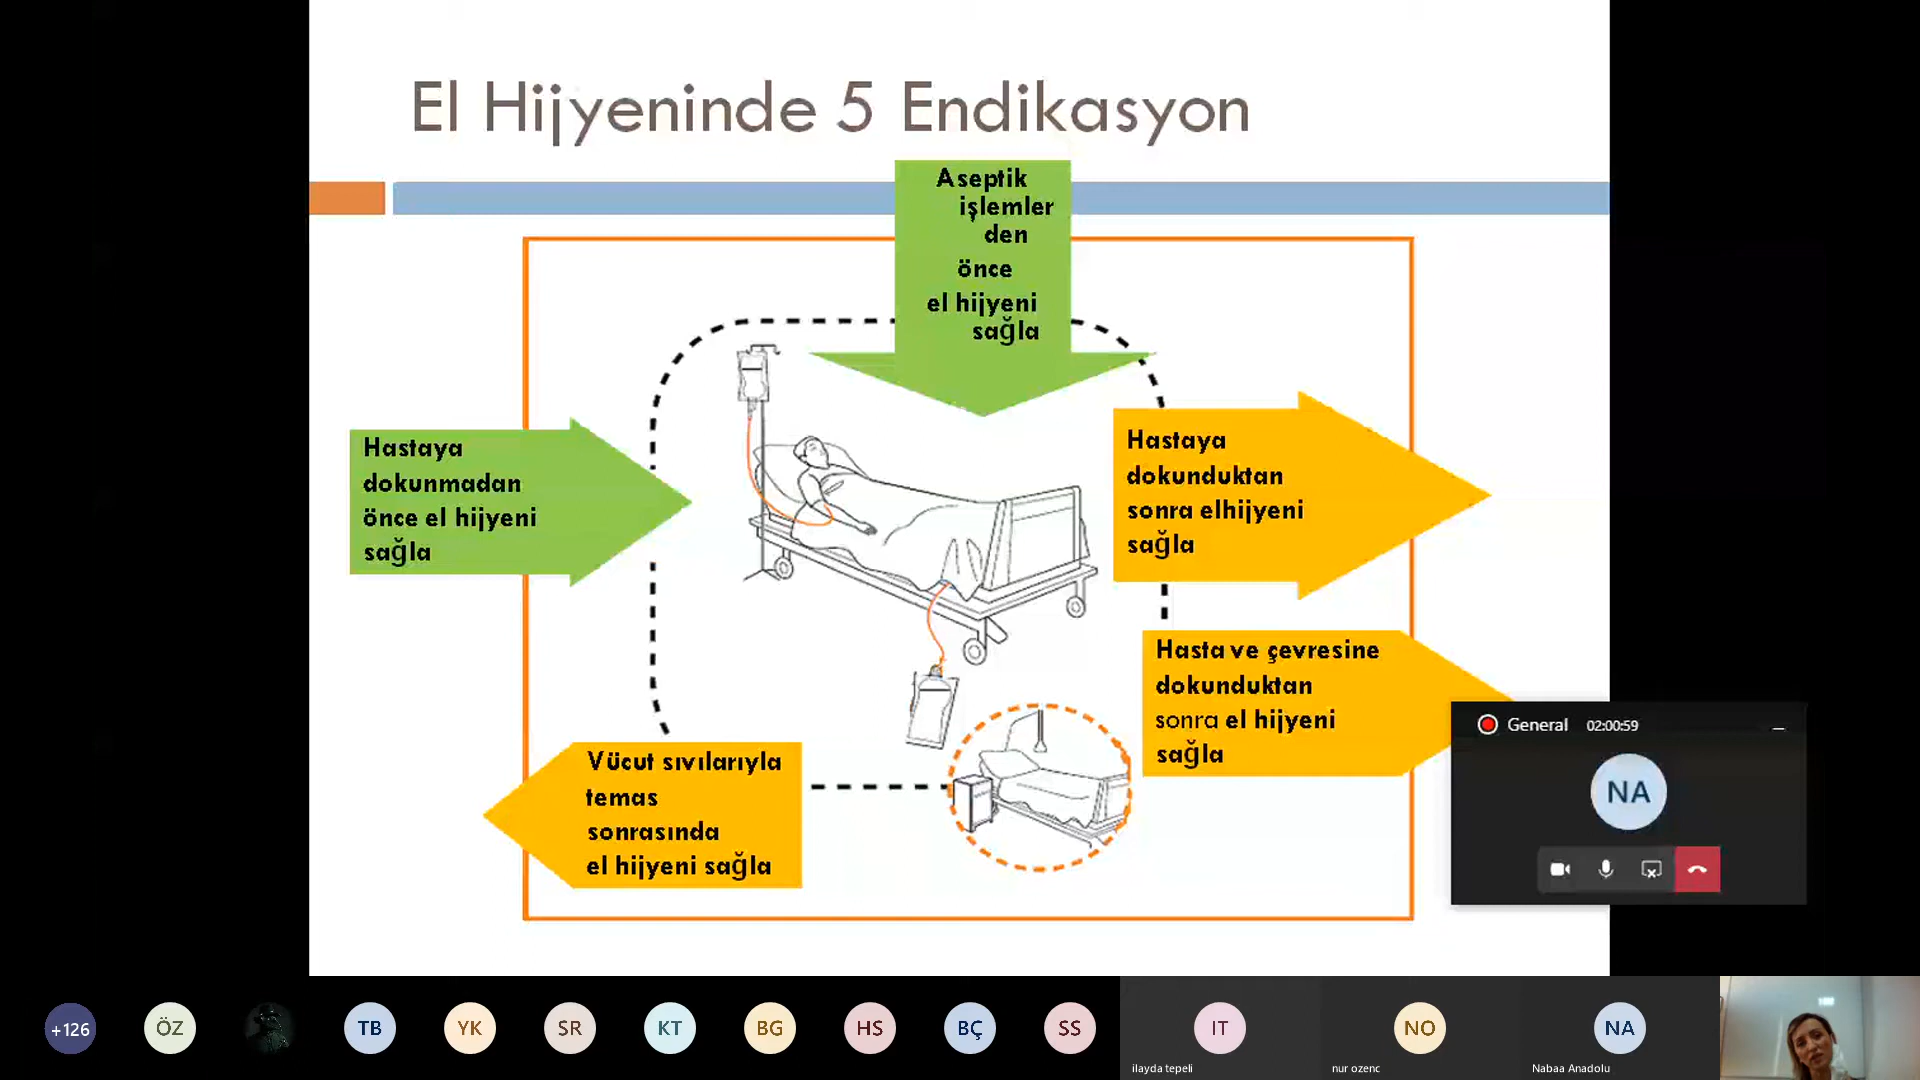 El Hijyeninde 5 Endikasyon
Aseptik
işlemler
den
önce
el hijyeni
sağla
Hastaya
dokunmadan
önce el hijyeni
sağla
Hastaya
dokunduktan
sonra elhijyeni
sağla
Hasta ve çevresine
dokunduktan
sonra el hijyeni
sağla
Vücut sıvılarıyla
temas
sonrasında
el hijyeni sağla
General 02:00:59
NA
+126
ÖZ
TB
YK
SR
KT
BG
HS
BÇ
SS
IT
ilayda tepeli
NO
nur ozenc
NA
Nabaa Anadolu